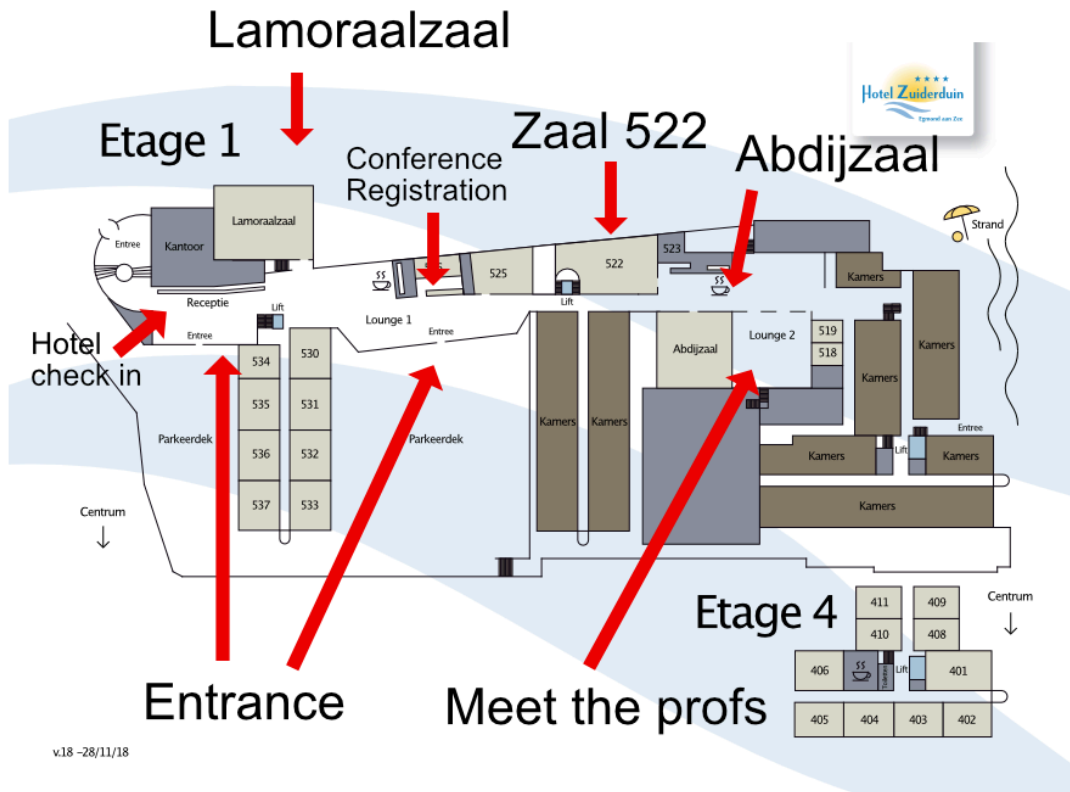 Lamoraalzaal
Hotel Zuiderduin
Egmond aan Zee
Etage 1
Conference
Registration
Zaal 522
Abdijzaal
Lamoraalzaal
Entree
Kantoor
Strand
525
522
523
Kamers
Receptie
Lift
Lounge 1
Entree
Lift
Entree
Hotel
check in
534
530
535
531
536
532
537
533
Parkeerdek
Parkeerdek
Kamers
Kamers
Abdijzaal
Lounge 2
519
518
Kamers
Kamers
Entree
Kamers
Lift
Kamers
Kamers
Centrum
Etage 4
411
409
410
408
Centrum
406
Toiletten
Lift
401
405
404
403
402
Entrance
Meet the profs
v.18 –28/11/18